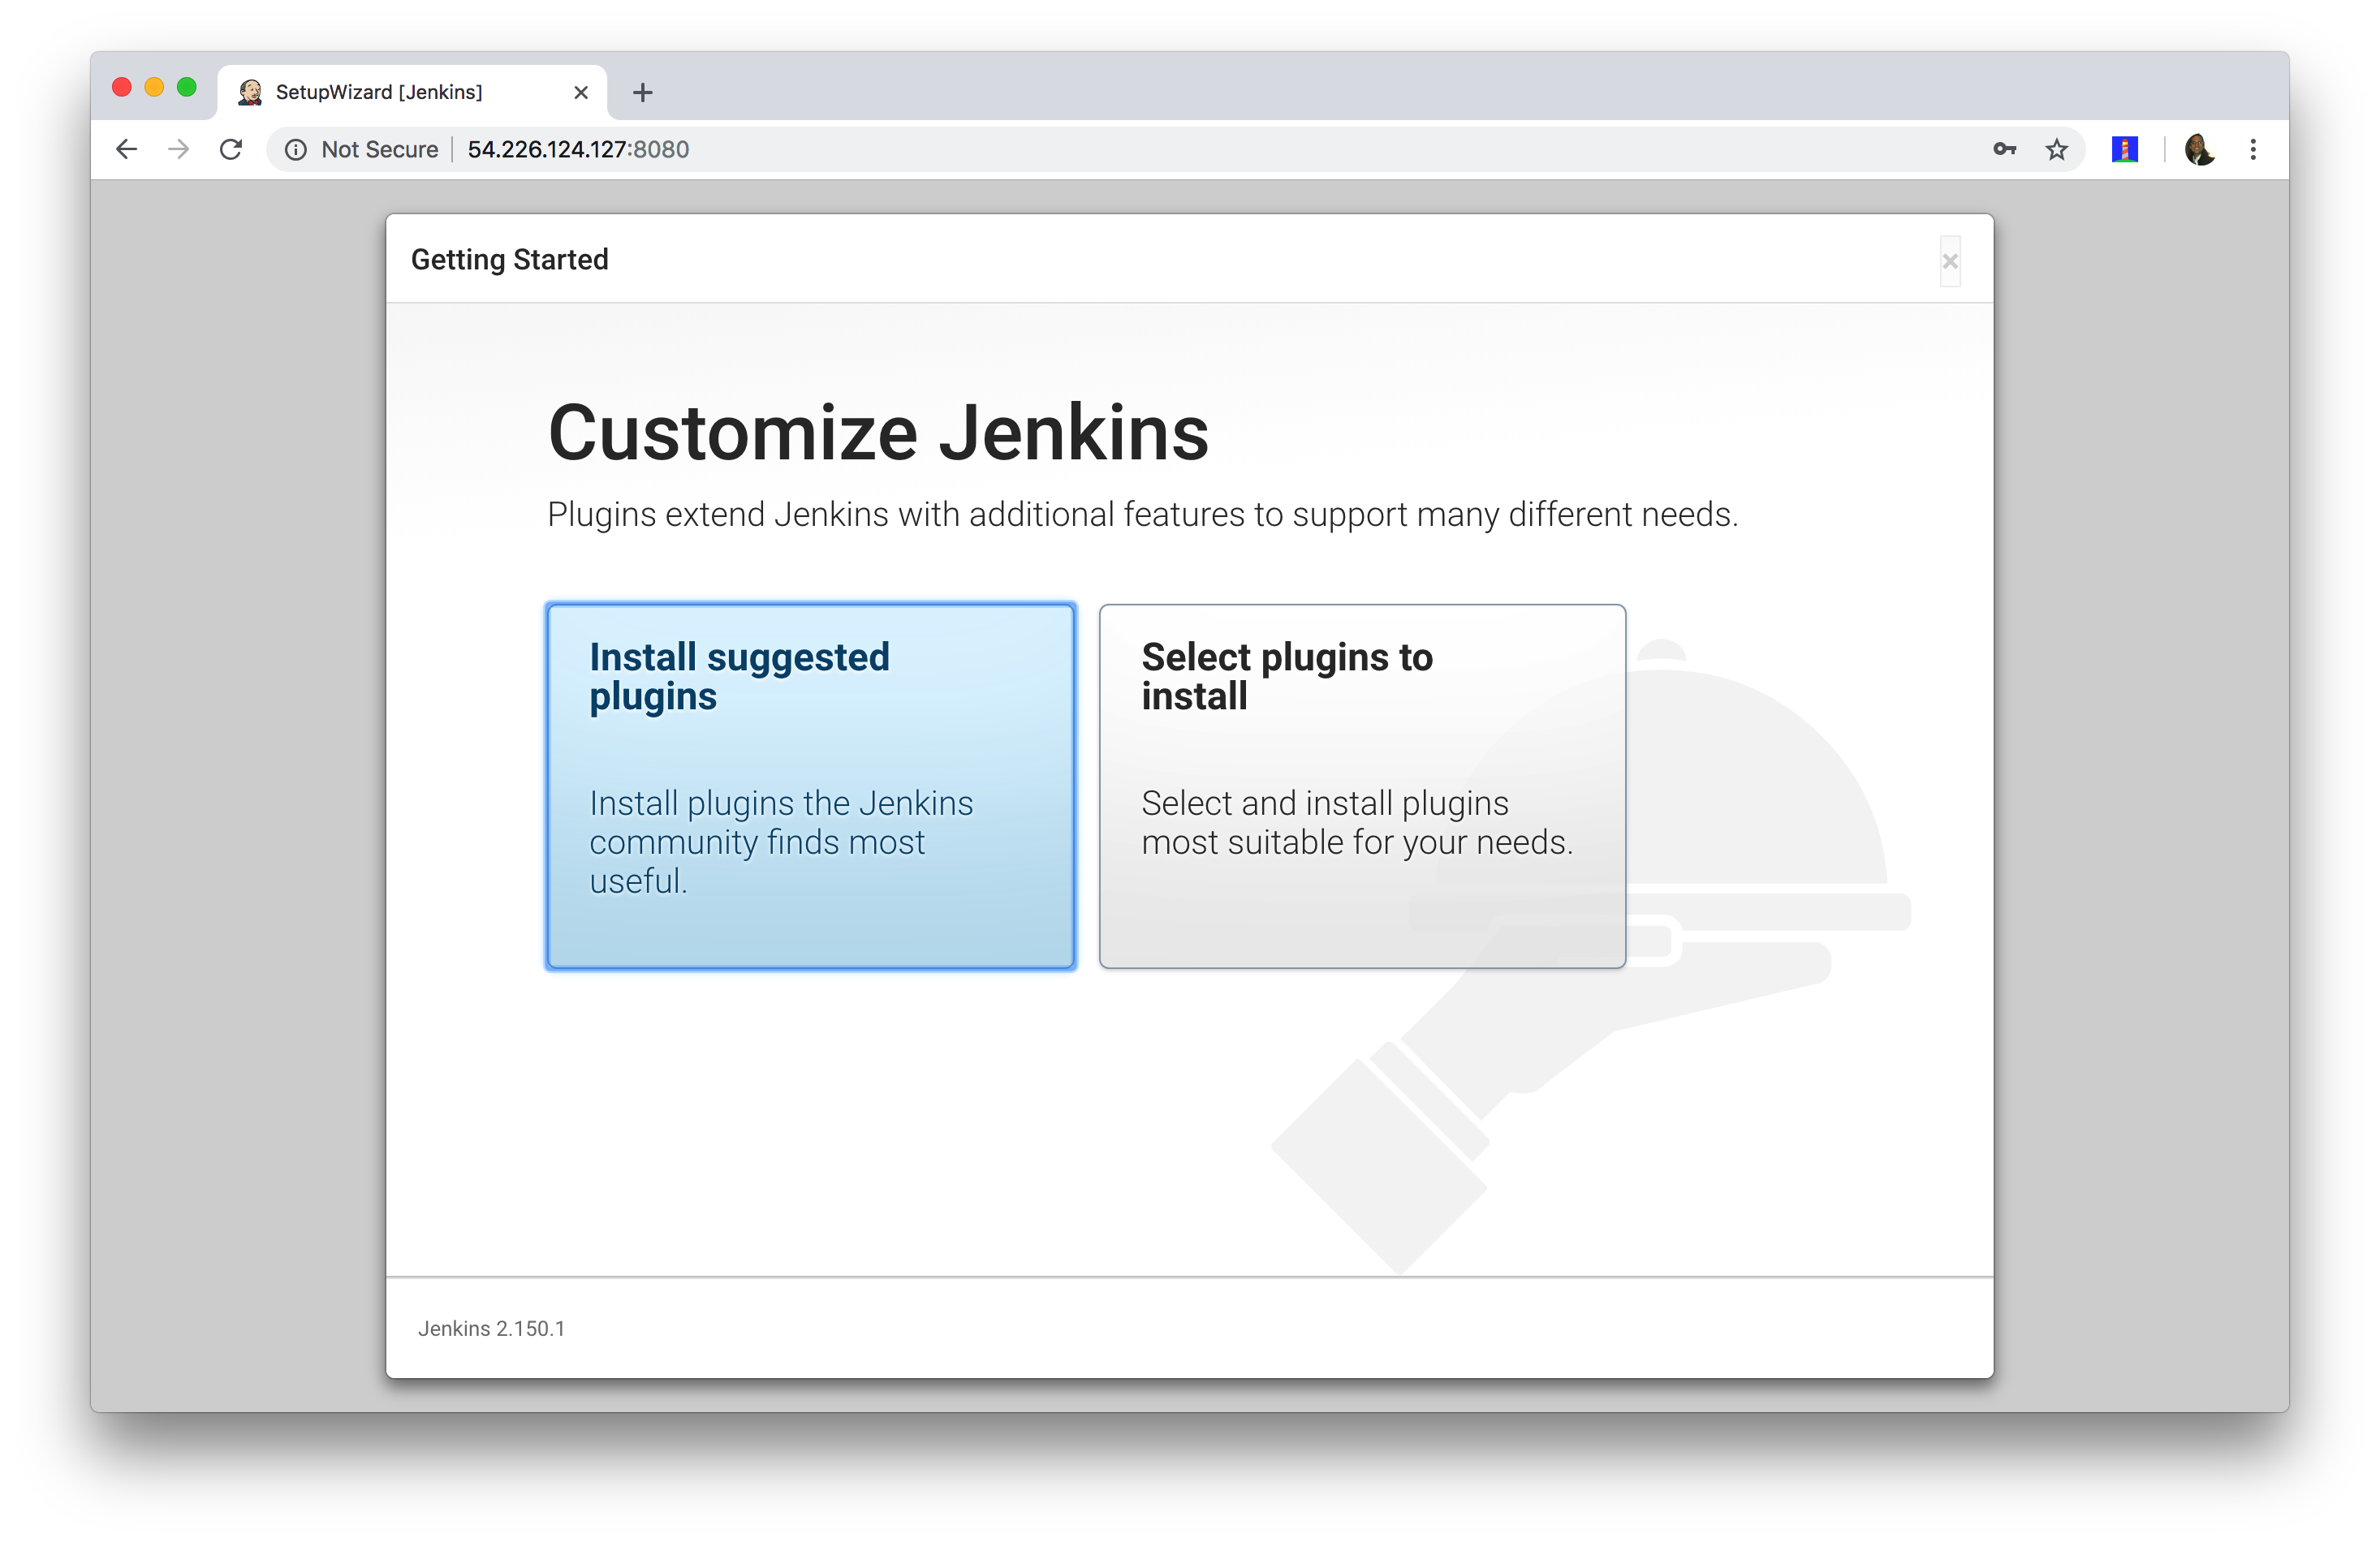 SetupWizard [Jenkins]
Not Secure 54.226.124.127:8080
Getting Started
Customize Jenkins
Plugins extend Jenkins with additional features to support many different needs.
Install suggested
plugins
Install plugins the Jenkins
community finds most
useful.
Select plugins to
install
Select and install plugins
most suitable for your needs.
Jenkins 2.150.1